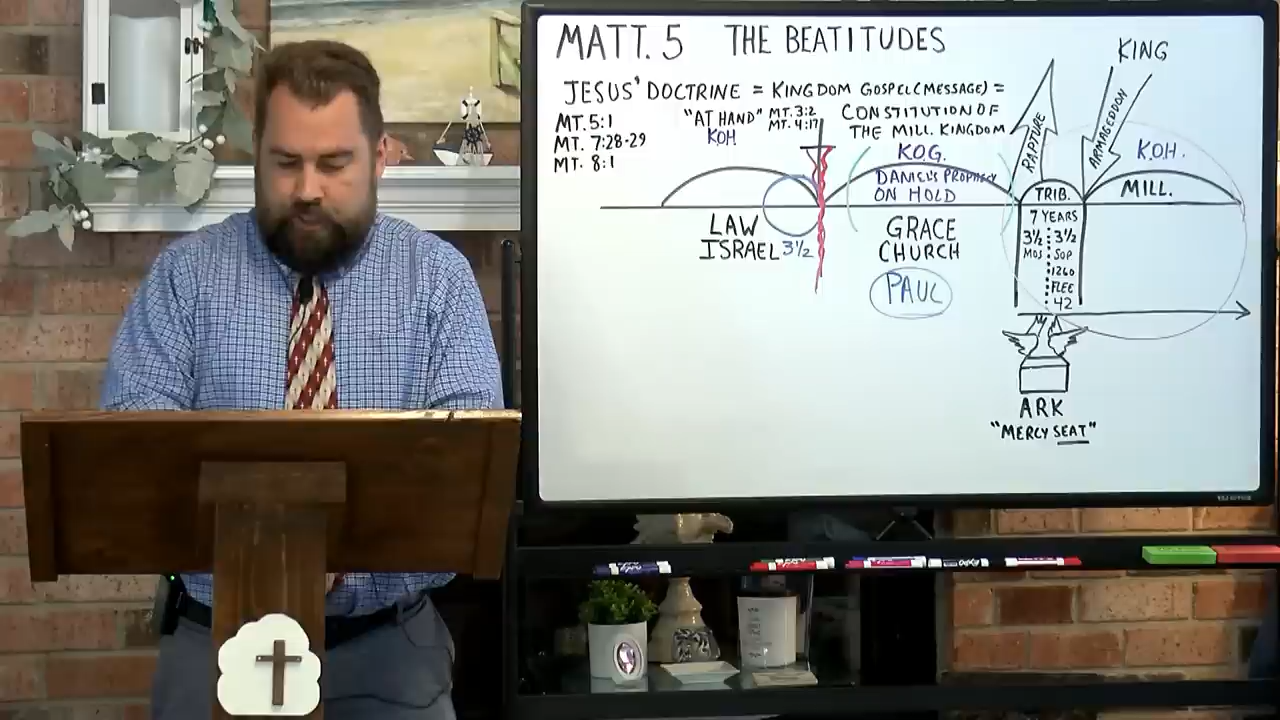 MATT. 5 THE BEATITUDES
JESUS' DOCTRINE = KINGDOM GOSPEL (MESSAGE) =
CONSTITUTION OF
THE MILL. KINGDOM
"AT HAND" MT. 3:2
MT. 4:17
KOH
MT. 5:1
MT. 7:28-29
MT. 8:1
LAW
ISRAEL 3½
K.O.G.
DANIEL'S PROPHECY
ON HOLD
GRACE
CHURCH
PAUL
RAPTURE
KING
ARMAGEDDON
TRIB.
7 YEARS
3½ 3½
MOS SOP
1260
FLEE
42
K.O.H.
MILL.
ARK
"MERCY SEAT"